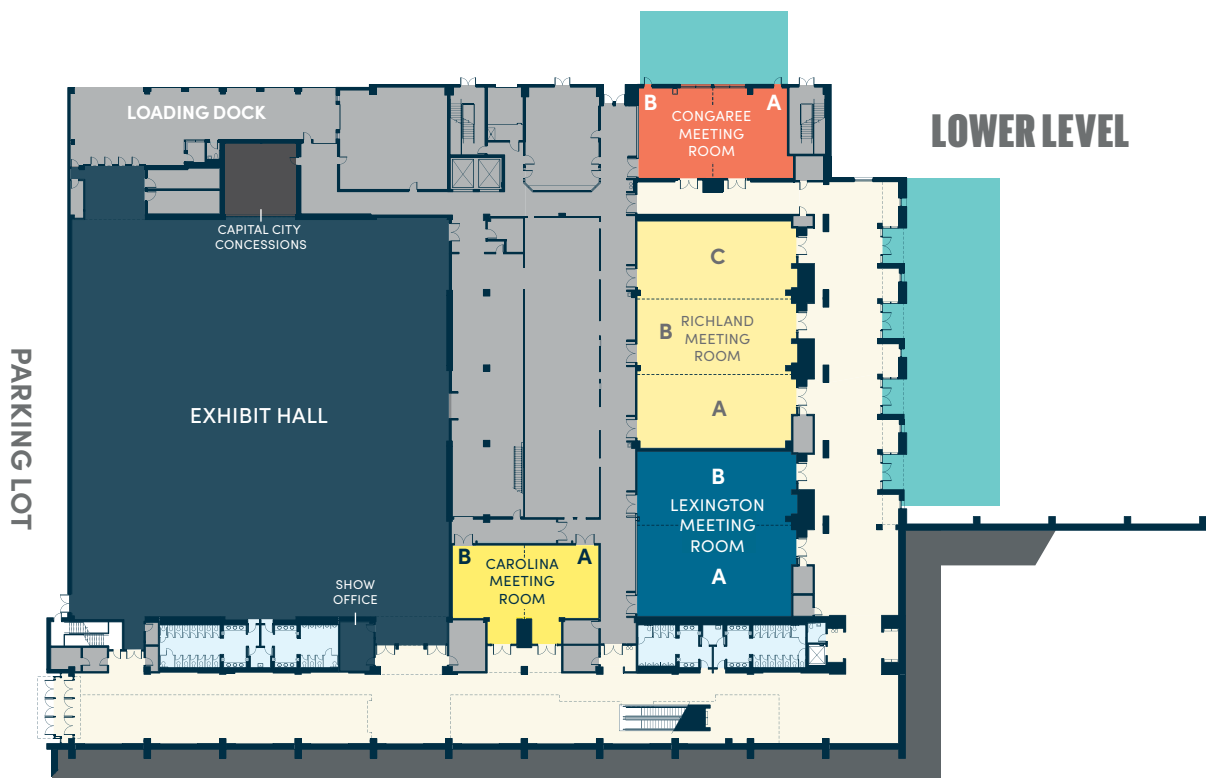 LOADING DOCK
B
A
CONGAREE
MEETING
ROOM
LOWER LEVEL
CAPITAL CITY
CONCESSIONS
C
B
RICHLAND
MEETING
ROOM
A
PARKING LOT
EXHIBIT HALL
B
LEXINGTON
MEETING
ROOM
A
B
A
CAROLINA
MEETING
ROOM
SHOW
OFFICE